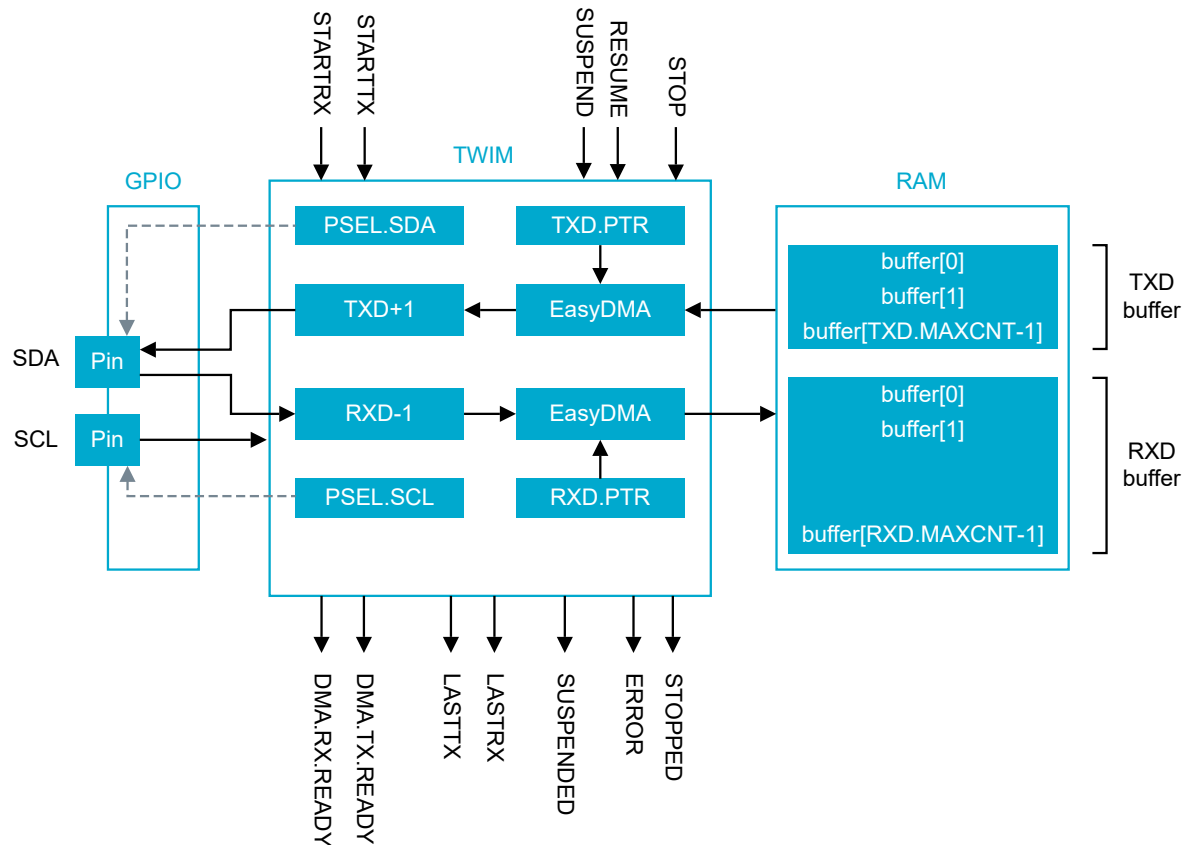 STARTRX
STARTTX
SUSPEND
RESUME
STOP
GPIO
TWIM
RAM
PSEL.SDA
TXD.PTR
buffer[0]
buffer[1]
buffer[TXD.MAXCNT-1]
TXD
buffer
TXD+1
EasyDMA
SDA
Pin
SCL
Pin
RXD-1
EasyDMA
buffer[0]
buffer[1]
buffer[RXD.MAXCNT-1]
RXD
buffer
PSEL.SCL
RXD.PTR
DMA.RX.READY
DMA.TX.READY
LASTTX
LASTRX
SUSPENDED
ERROR
STOPPED